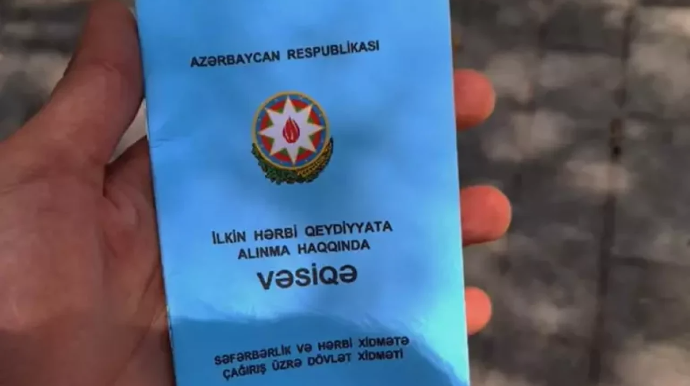 AZƏRBAYCAN RESPUBLİKASI
İLKİN HƏRBİ QEYDİYYATA
ALINMA HAQQINDA
VƏSİQƏ
SƏFƏRBƏRLİK VƏ HƏRBİ XİDMƏTƏ
ÇAĞIRIŞ ÜZRƏ DÖVLƏT XİDMƏTİ